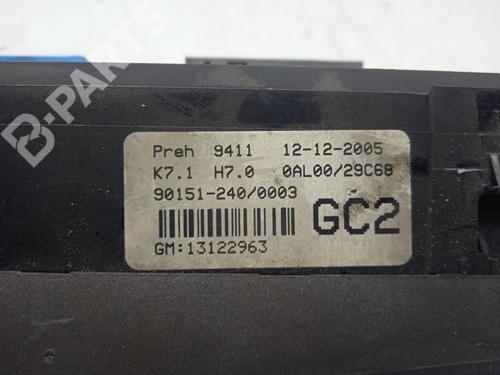 B-PARTS
Preh 9411 12-12-2005
K7.1 H7.0 0AL00/29C68
90151-240/0003
GC2
GM:13122963